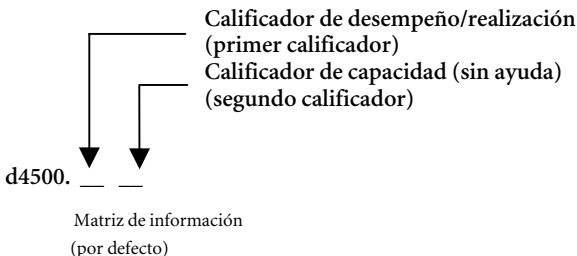 Calificador de desempeño/realización
(primer calificador)
Calificador de capacidad (sin ayuda)
(segundo calificador)
d4500. __ __
Matriz de información
(por defecto)